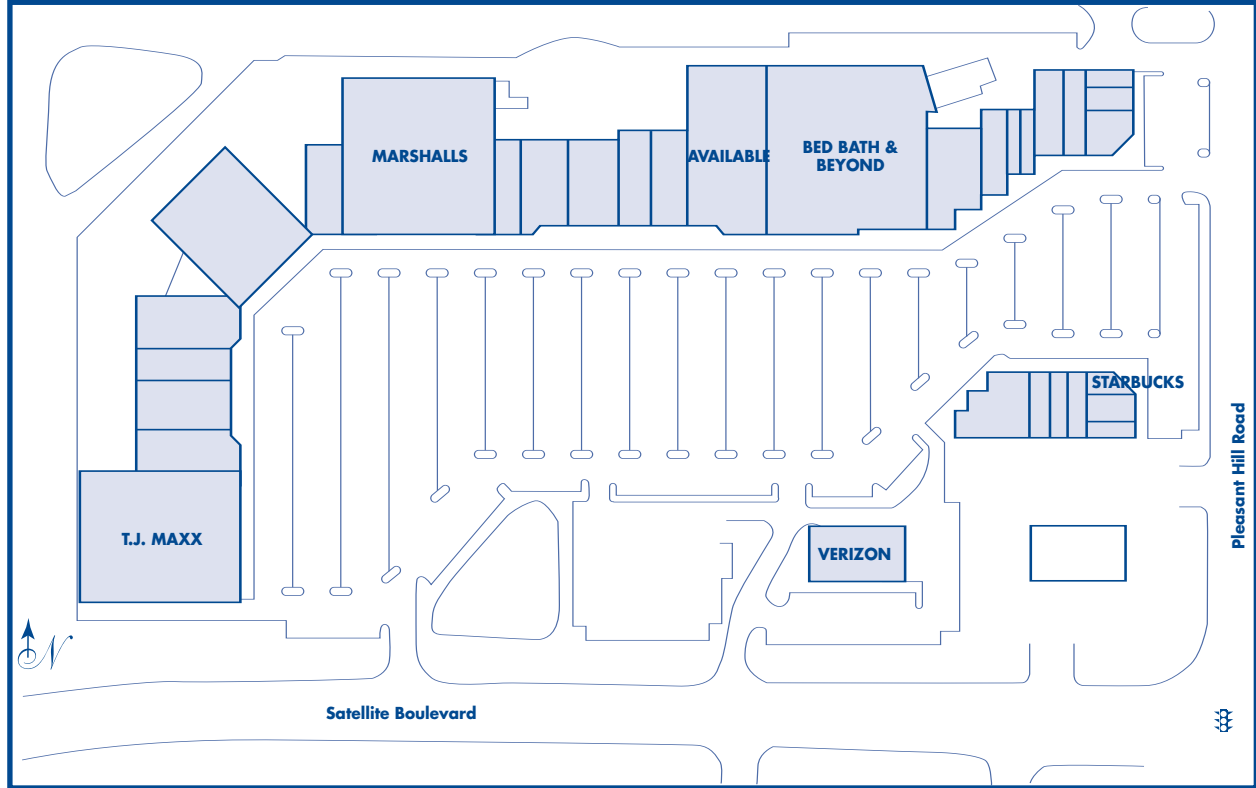 MARSHALLS
AVAILABLE
BED BATH &
BEYOND
STARBUCKS
T.J. MAXX
VERIZON
Pleasant Hill Road
N
Satellite Boulevard